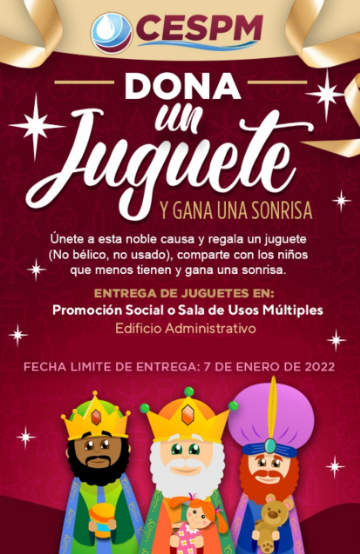 CESPM
DONA
un
Juguete
Y GANA UNA SONRISA
Únete a esta noble causa y regala un juguete
(No bélico, no usado), comparte con los niños
que menos tienen y gana una sonrisa.
ENTREGA DE JUGUETES EN:
Promoción Social o Sala de Usos Múltiples
Edificio Administrativo
FECHA LIMITE DE ENTREGA: 7 DE ENERO DE 2022